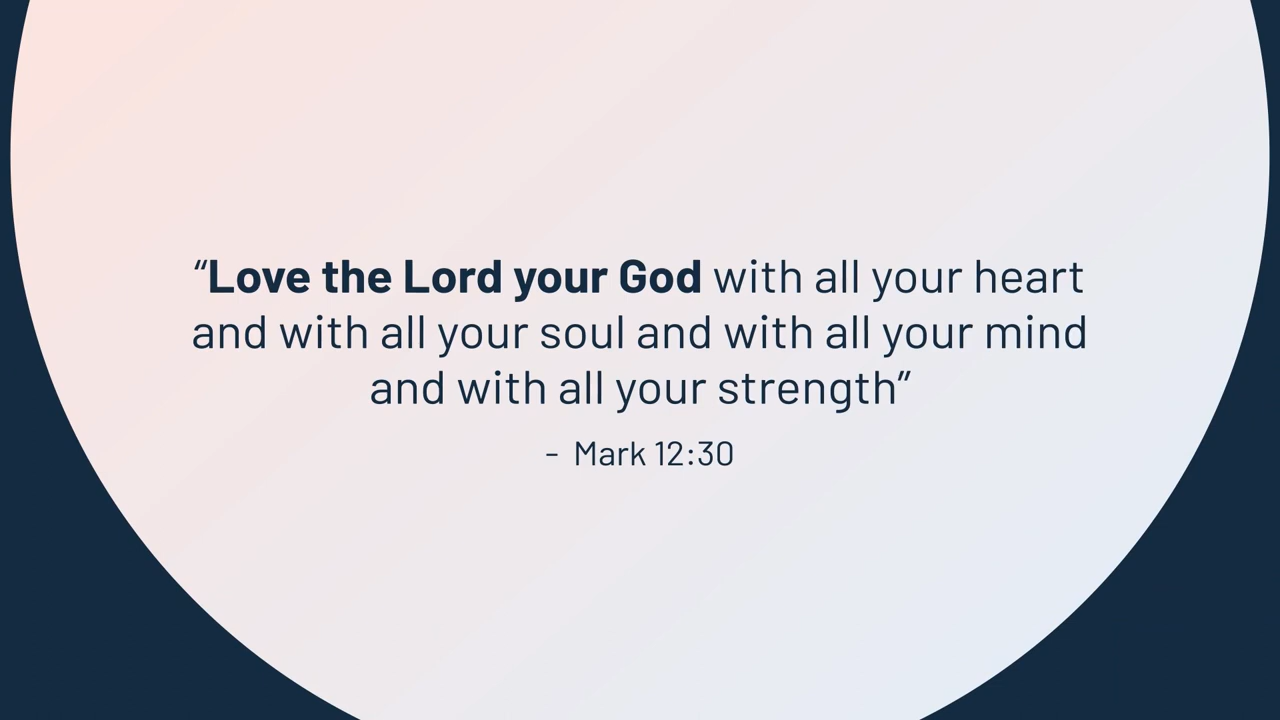 “Love the Lord your God with all your heart
and with all your soul and with all your mind
and with all your strength”
- Mark 12:30